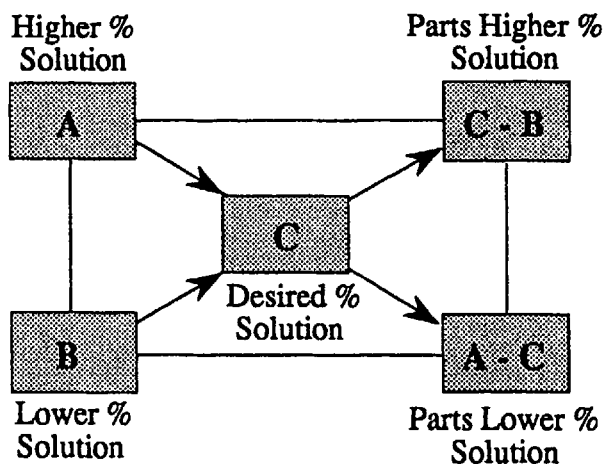 Higher %
Solution
Parts Higher %
Solution
A
C - B
C
Desired %
Solution
B
A - C
Lower %
Solution
Parts Lower %
Solution